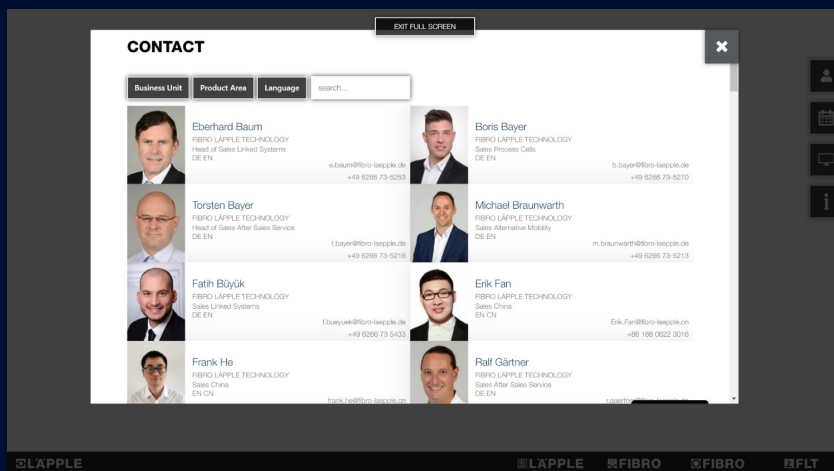 EXIT FULL SCREEN
CONTACT
Business Unit
Product Area
Language
search...
Eberhard Baum
FIBRO LÄPPLE TECHNOLOGY
Head of Sales Linked Systems
DE EN
e.baum@fibro-laepple.de
+49 6266 73-5253
Boris Bayer
FIBRO LÄPPLE TECHNOLOGY
Sales Process Cells
DE EN
b.bayer@fibro-laepple.de
+49 6266 73-5270
Torsten Bayer
FIBRO LÄPPLE TECHNOLOGY
Head of Sales After Sales Service
DE EN
t.bayer@fibro-laepple.de
+49 6266 73-5216
Michael Braunwarth
FIBRO LÄPPLE TECHNOLOGY
Sales Alternative Mobility
DE EN
m.braunwarth@fibro-laepple.de
+49 6266 73-5213
Fatih Büyük
FIBRO LÄPPLE TECHNOLOGY
Sales Linked Systems
DE EN
f.bueyuek@fibro-laepple.de
+49 6266 73 5433
Erik Fan
FIBRO LÄPPLE TECHNOLOGY
Sales China
EN CN
Erik.Fan@fibro-laepple.cn
+86 188 0622 3016
Frank He
FIBRO LÄPPLE TECHNOLOGY
Sales China
EN CN
frank.he@fibro-laepple.cn
Ralf Gärtner
FIBRO LÄPPLE TECHNOLOGY
Sales After Sales Service
DE EN
LÄPPLE
LÄPPLE
FIBRO
FIBRO
FLT